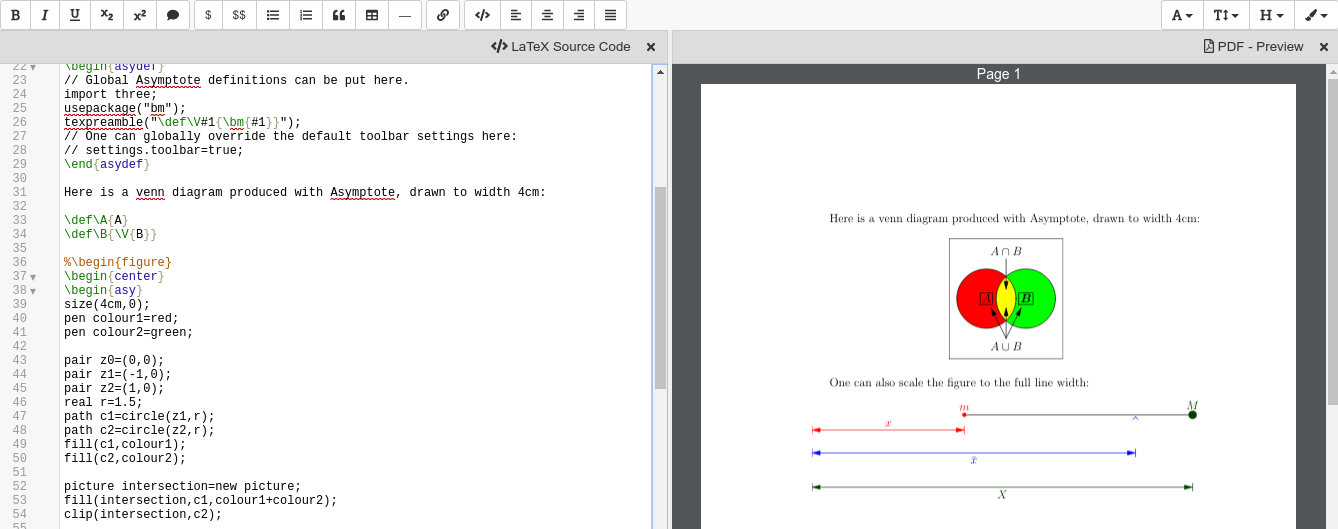 B I U x₂ x² $ $$ — A T H
LaTeX Source Code
22 \begin{asydef}
23 // Global Asymptote definitions can be put here.
24 import three;
25 usepackage("bm");
26 texpreamble("\def\V#1{\bm{#1}}");
27 // One can globally override the default toolbar settings here:
28 // settings.toolbar=true;
29 \end{asydef}
30
31 Here is a venn diagram produced with Asymptote, drawn to width 4cm:
32
33 \def\A{A}
34 \def\B{\V{B}}
35
36 %\begin{figure}
37 \begin{center}
38 \begin{asy}
39 size(4cm,0);
40 pen colour1=red;
41 pen colour2=green;
42
43 pair z0=(0,0);
44 pair z1=(-1,0);
45 pair z2=(1,0);
46 real r=1.5;
47 path c1=circle(z1,r);
48 path c2=circle(z2,r);
49 fill(c1,colour1);
50 fill(c2,colour2);
51
52 picture intersection=new picture;
53 fill(intersection,c1,colour1+colour2);
54 clip(intersection,c2);
55
PDF - Preview
Page 1
Here is a venn diagram produced with Asymptote, drawn to width 4cm:
A ∩ B
A B
A ∪ B
One can also scale the figure to the full line width:
m M
x
x̄
X